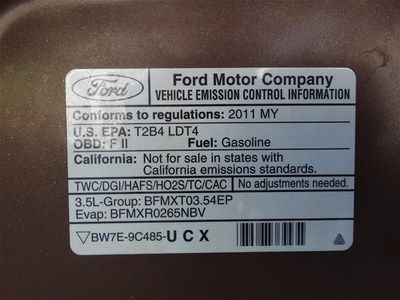 Ford
Ford Motor Company
VEHICLE EMISSION CONTROL INFORMATION
Conforms to regulations: 2011 MY
U.S. EPA: T2B4 LDT4
OBD: F II Fuel: Gasoline
California: Not for sale in states with
California emissions standards.
TWC/DGI/HAFS/HO2S/TC/CAC No adjustments needed.
3.5L-Group: BFMXT03.54EP
Evap: BFMXR0265NBV
BW7E-9C485-U C X